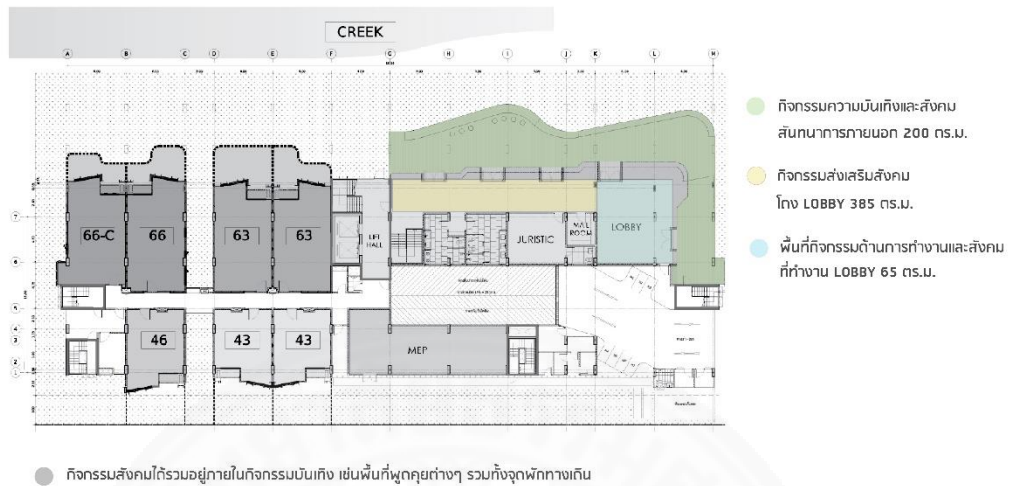 CREEK
A B C D E F G H I J K L M
กิจกรรมความบันเทิงและสังคม
สันทนาการภายนอก 200 ตร.ม.
กิจกรรมส่งเสริมสังคม
โถง LOBBY 385 ตร.ม.
พื้นที่กิจกรรมด้านการทำงานและสังคม
ที่ทำงาน LOBBY 65 ตร.ม.
66-C
66
63
63
LIFT
HALL
JURISTIC
MAIL
ROOM
LOBBY
46
43
43
MEP
กิจกรรมสังคมได้รวมอยู่ภายในกิจกรรมบันเทิง เช่นพื้นที่พูดคุยต่างๆ รวมทั้งจุดพักทางเดิน